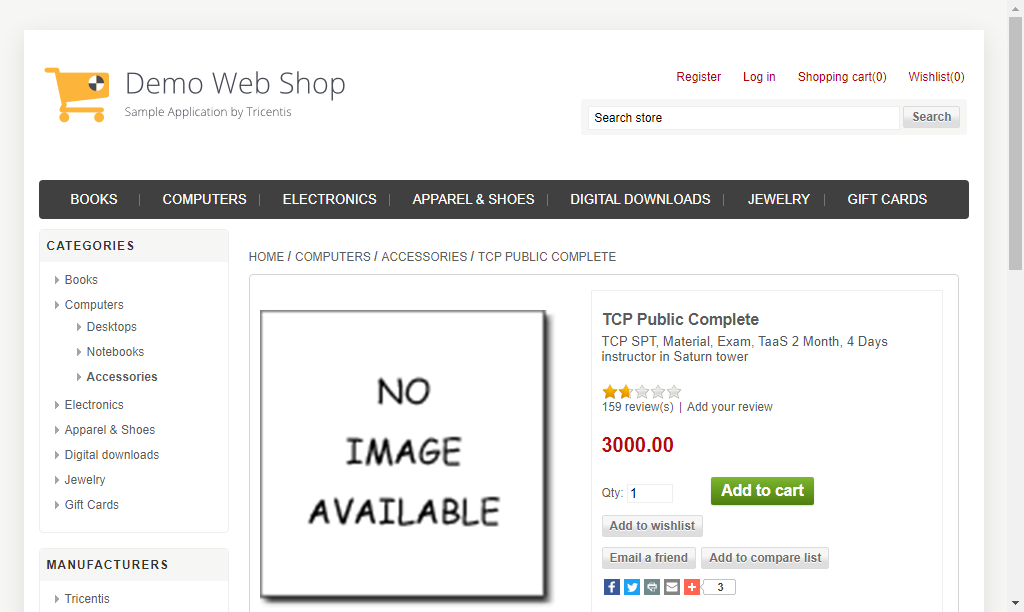 Demo Web Shop
Sample Application by Tricentis
Register Log in Shopping cart(0) Wishlist(0)
Search store Search
BOOKS | COMPUTERS | ELECTRONICS | APPAREL & SHOES | DIGITAL DOWNLOADS | JEWELRY | GIFT CARDS
CATEGORIES
Books
Computers
Desktops
Notebooks
Accessories
Electronics
Apparel & Shoes
Digital downloads
Jewelry
Gift Cards
MANUFACTURERS
Tricentis
HOME / COMPUTERS / ACCESSORIES / TCP PUBLIC COMPLETE
NO
IMAGE
AVAILABLE
TCP Public Complete
TCP SPT, Material, Exam, TaaS 2 Month, 4 Days
instructor in Saturn tower
159 review(s) | Add your review
3000.00
Qty: 1 Add to cart
Add to wishlist
Email a friend Add to compare list
3